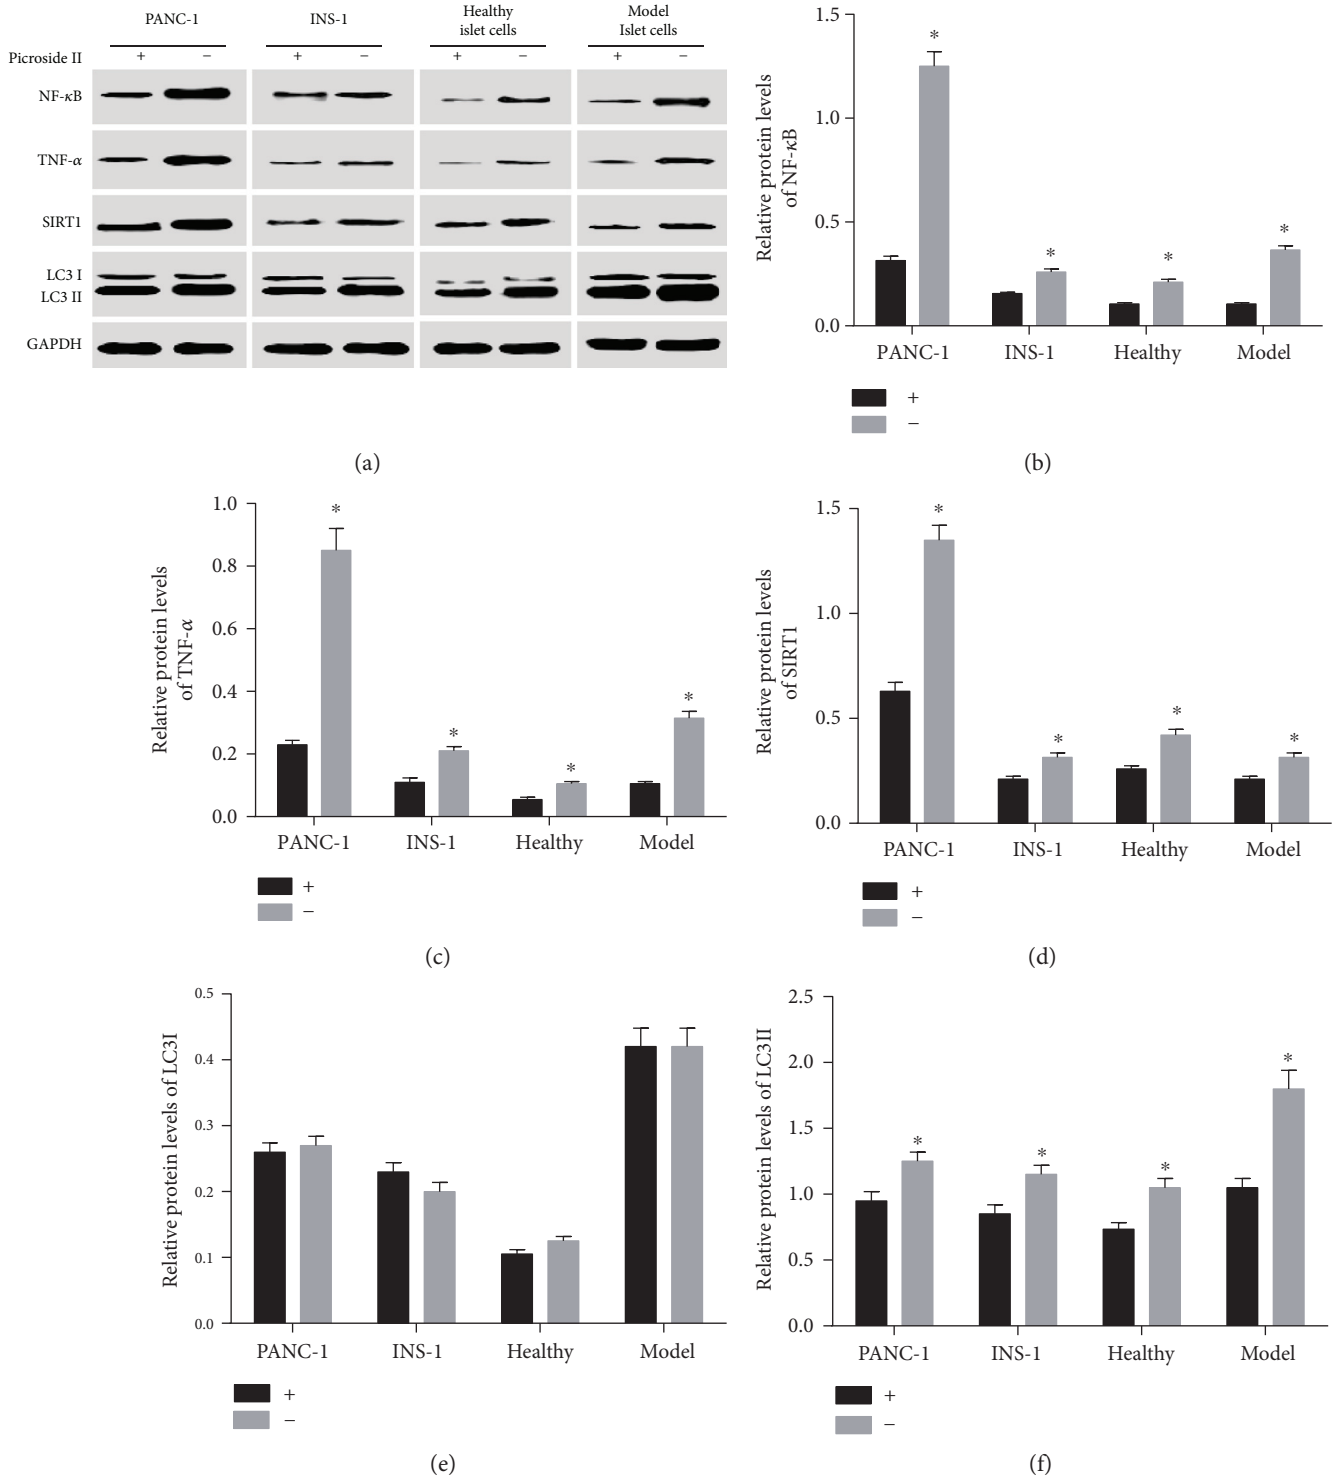 PANC-1 INS-1 Healthy islet cells Model Islet cells
Picroside II + − + − + − + −
NF-κB
TNF-α
SIRT1
LC3 I
LC3 II
GAPDH
(a)
Relative protein levels
of NF-κB
1.5
*
1.0
0.5
*
*
*
0.0
PANC-1 INS-1 Healthy Model
+
−
(b)
Relative protein levels
of TNF-α
1.0
*
0.8
0.6
0.4
*
*
0.2
*
0.0
PANC-1 INS-1 Healthy Model
+
−
(c)
Relative protein levels
of SIRT1
1.5
*
1.0
0.5
*
*
*
0.0
PANC-1 INS-1 Healthy Model
+
−
(d)
Relative protein levels of LC3I
0.5
0.4
0.3
0.2
0.1
0.0
PANC-1 INS-1 Healthy Model
+
−
(e)
Relative protein levels of LC3II
2.5
2.0
*
1.5
*
*
*
1.0
0.5
0.0
PANC-1 INS-1 Healthy Model
+
−
(f)